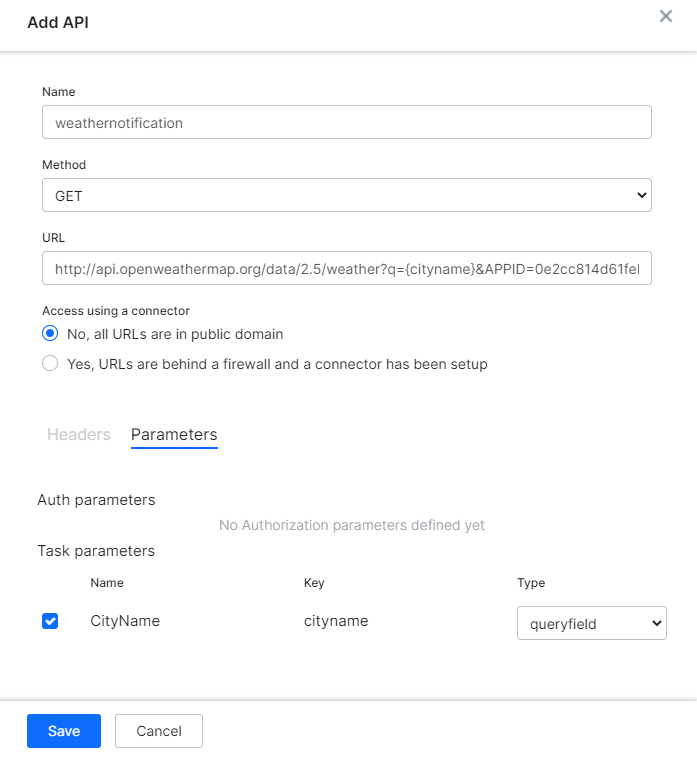 Add API
Name
weathernotification
Method
GET
URL
http://api.openweathermap.org/data/2.5/weather?q={cityname}&APPID=0e2cc814d61fel
Access using a connector
No, all URLs are in public domain
Yes, URLs are behind a firewall and a connector has been setup
Headers Parameters
Auth parameters
No Authorization parameters defined yet
Task parameters
Name Key Type
CityName cityname queryfield
Save Cancel